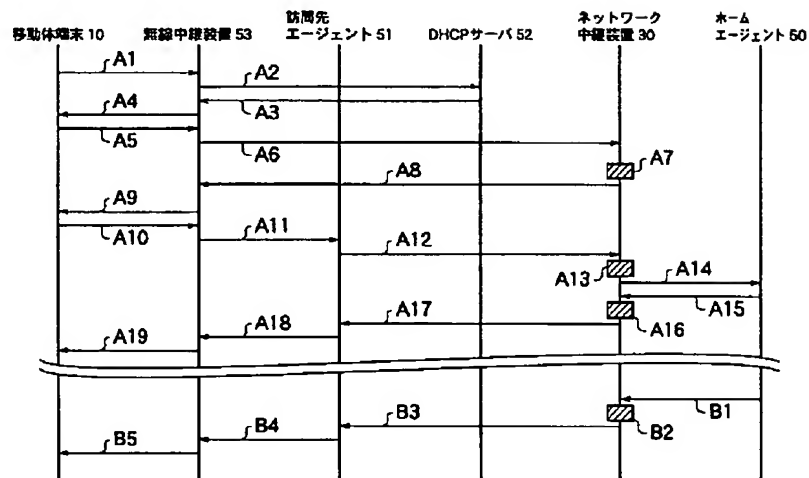 移動体端末 10
無線中継装置 53
訪問先
エージェント 51
DHCPサーバ 52
ネットワーク
中継装置 30
ホーム
エージェント 50
A1
A2
A4
A3
A5
A6
A7
A8
A9
A10
A11
A12
A13
A14
A15
A17
A18
A16
A19
B1
B3
B4
B2
B5